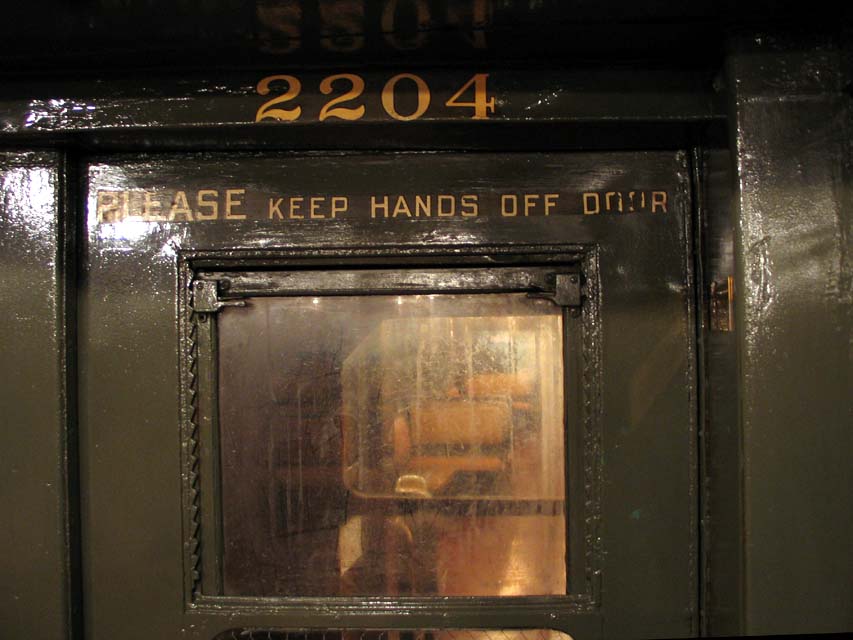 2204
PLEASE KEEP HANDS OFF DOOR